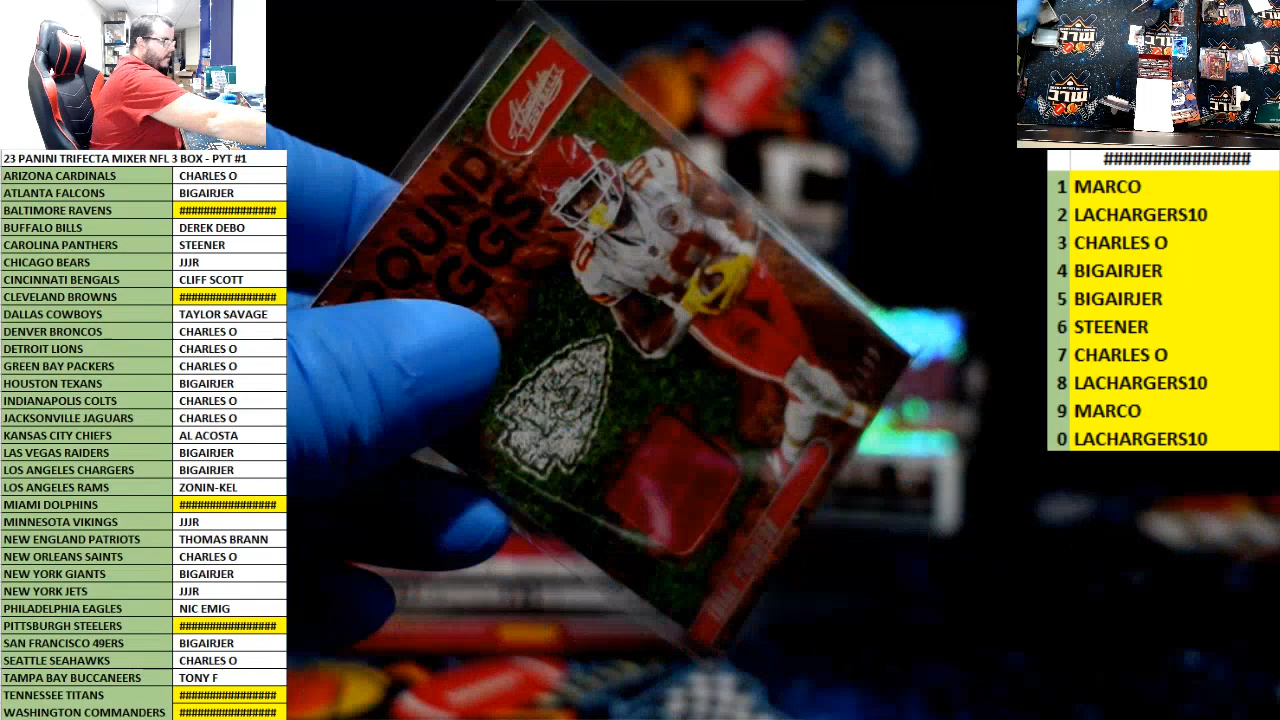 23 PANINI TRIFECTA MIXER NFL 3 BOX - PYT #1
ARIZONA CARDINALS CHARLES O
ATLANTA FALCONS BIGAIRJER
BALTIMORE RAVENS ################
BUFFALO BILLS DEREK DEBO
CAROLINA PANTHERS STEENER
CHICAGO BEARS JJJR
CINCINNATI BENGALS CLIFF SCOTT
CLEVELAND BROWNS ################
DALLAS COWBOYS TAYLOR SAVAGE
DENVER BRONCOS CHARLES O
DETROIT LIONS CHARLES O
GREEN BAY PACKERS CHARLES O
HOUSTON TEXANS BIGAIRJER
INDIANAPOLIS COLTS CHARLES O
JACKSONVILLE JAGUARS CHARLES O
KANSAS CITY CHIEFS AL ACOSTA
LAS VEGAS RAIDERS BIGAIRJER
LOS ANGELES CHARGERS BIGAIRJER
LOS ANGELES RAMS ZONIN-KEL
MIAMI DOLPHINS ################
MINNESOTA VIKINGS JJJR
NEW ENGLAND PATRIOTS THOMAS BRANN
NEW ORLEANS SAINTS CHARLES O
NEW YORK GIANTS BIGAIRJER
NEW YORK JETS JJJR
PHILADELPHIA EAGLES NIC EMIG
PITTSBURGH STEELERS ################
SAN FRANCISCO 49ERS BIGAIRJER
SEATTLE SEAHAWKS CHARLES O
TAMPA BAY BUCCANEERS TONY F
TENNESSEE TITANS ################
WASHINGTON COMMANDERS ################
Absolute
OUND
GGS
################
1 MARCO
2 LACHARGERS10
3 CHARLES O
4 BIGAIRJER
5 BIGAIRJER
6 STEENER
7 CHARLES O
8 LACHARGERS10
9 MARCO
0 LACHARGERS10